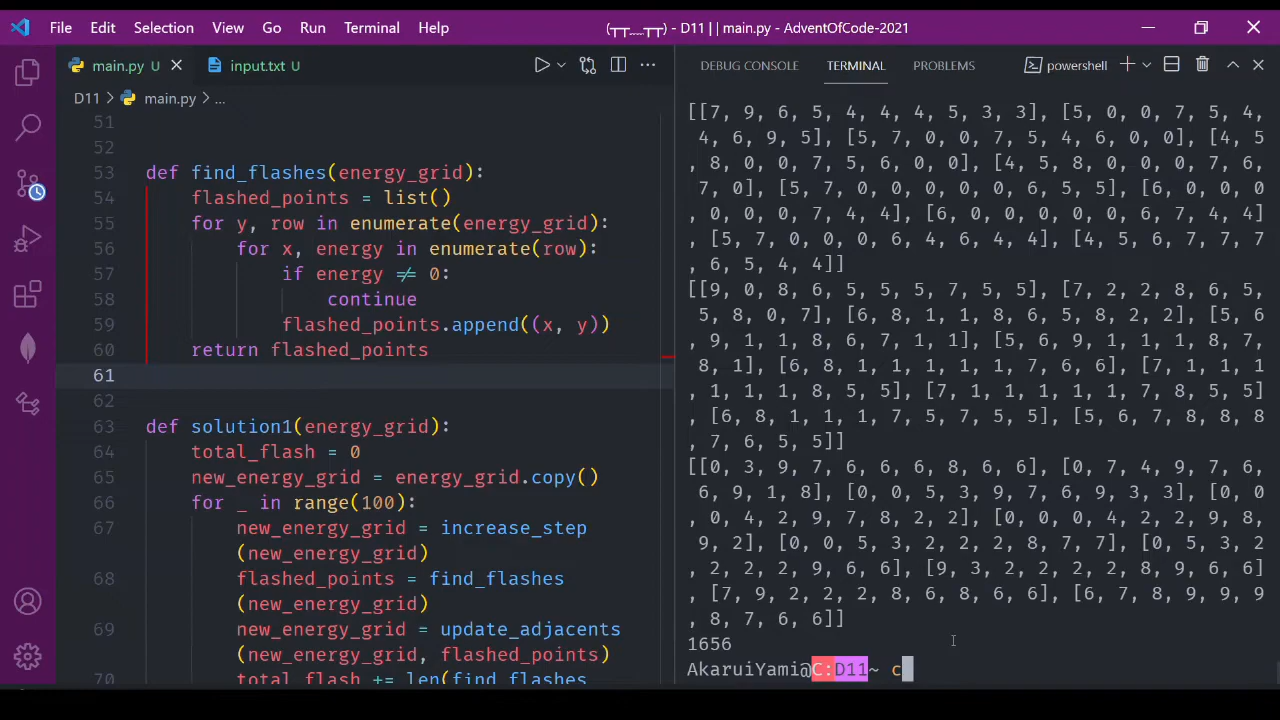 File Edit Selection View Go Run Terminal Help (┬┬﹏┬┬) - D11 | | main.py - AdventOfCode-2021
main.py U input.txt U
D11 > main.py > ...
51
52
53 def find_flashes(energy_grid):
54 flashed_points = list()
55 for y, row in enumerate(energy_grid):
56 for x, energy in enumerate(row):
57 if energy ≠ 0:
58 continue
59 flashed_points.append((x, y))
60 return flashed_points
61
62
63 def solution1(energy_grid):
64 total_flash = 0
65 new_energy_grid = energy_grid.copy()
66 for _ in range(100):
67 new_energy_grid = increase_step
(new_energy_grid)
68 flashed_points = find_flashes
(new_energy_grid)
69 new_energy_grid = update_adjacents
(new_energy_grid, flashed_points)
70 total_flash += len(find_flashes
DEBUG CONSOLE TERMINAL PROBLEMS powershell
[[7, 9, 6, 5, 4, 4, 4, 5, 3, 3], [5, 0, 0, 7, 5, 4,
4, 6, 9, 5], [5, 7, 0, 0, 7, 5, 4, 6, 0, 0], [4, 5
, 8, 0, 0, 7, 5, 6, 0, 0], [4, 5, 8, 0, 0, 0, 7, 6,
7, 0], [5, 7, 0, 0, 0, 0, 0, 6, 5, 5], [6, 0, 0, 0
, 0, 0, 0, 7, 4, 4], [6, 0, 0, 0, 0, 0, 6, 7, 4, 4]
, [5, 7, 0, 0, 0, 6, 4, 6, 4, 4], [4, 5, 6, 7, 7, 7
, 6, 5, 4, 4]]
[[9, 0, 8, 6, 5, 5, 5, 7, 5, 5], [7, 2, 2, 8, 6, 5,
5, 8, 0, 7], [6, 8, 1, 1, 8, 6, 5, 8, 2, 2], [5, 6
, 9, 1, 1, 8, 6, 7, 1, 1], [5, 6, 9, 1, 1, 1, 8, 7,
8, 1], [6, 8, 1, 1, 1, 1, 1, 7, 6, 6], [7, 1, 1, 1
, 1, 1, 1, 8, 5, 5], [7, 1, 1, 1, 1, 1, 7, 8, 5, 5]
, [6, 8, 1, 1, 1, 7, 5, 7, 5, 5], [5, 6, 7, 8, 8, 8
, 7, 6, 5, 5]]
[[0, 3, 9, 7, 6, 6, 6, 8, 6, 6], [0, 7, 4, 9, 7, 6,
6, 9, 1, 8], [0, 0, 5, 3, 9, 7, 6, 9, 3, 3], [0, 0
, 0, 4, 2, 9, 7, 8, 2, 2], [0, 0, 0, 4, 2, 2, 9, 8,
9, 2], [0, 0, 5, 3, 2, 2, 2, 8, 7, 7], [0, 5, 3, 2
, 2, 2, 2, 9, 6, 6], [9, 3, 2, 2, 2, 2, 8, 9, 6, 6]
, [7, 9, 2, 2, 2, 8, 6, 8, 6, 6], [6, 7, 8, 9, 9, 9
, 8, 7, 6, 6]]
1656
AkaruiYami@C:D11~ c